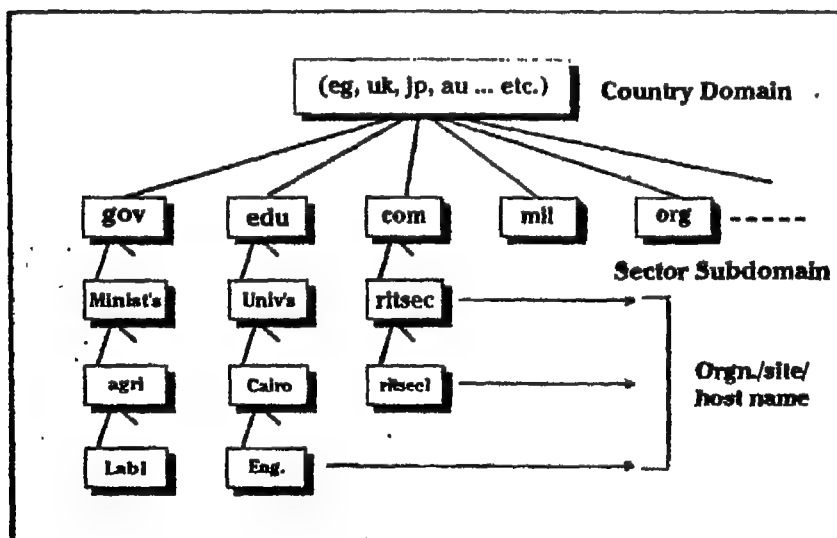 (eg, uk, jp, au ... etc.) Country Domain
gov edu com mil org
Sector Subdomain
Minist's Univ's ritsec
agri Cairo ritsec1 Orgn./site/
host name
Lab1 Eng.